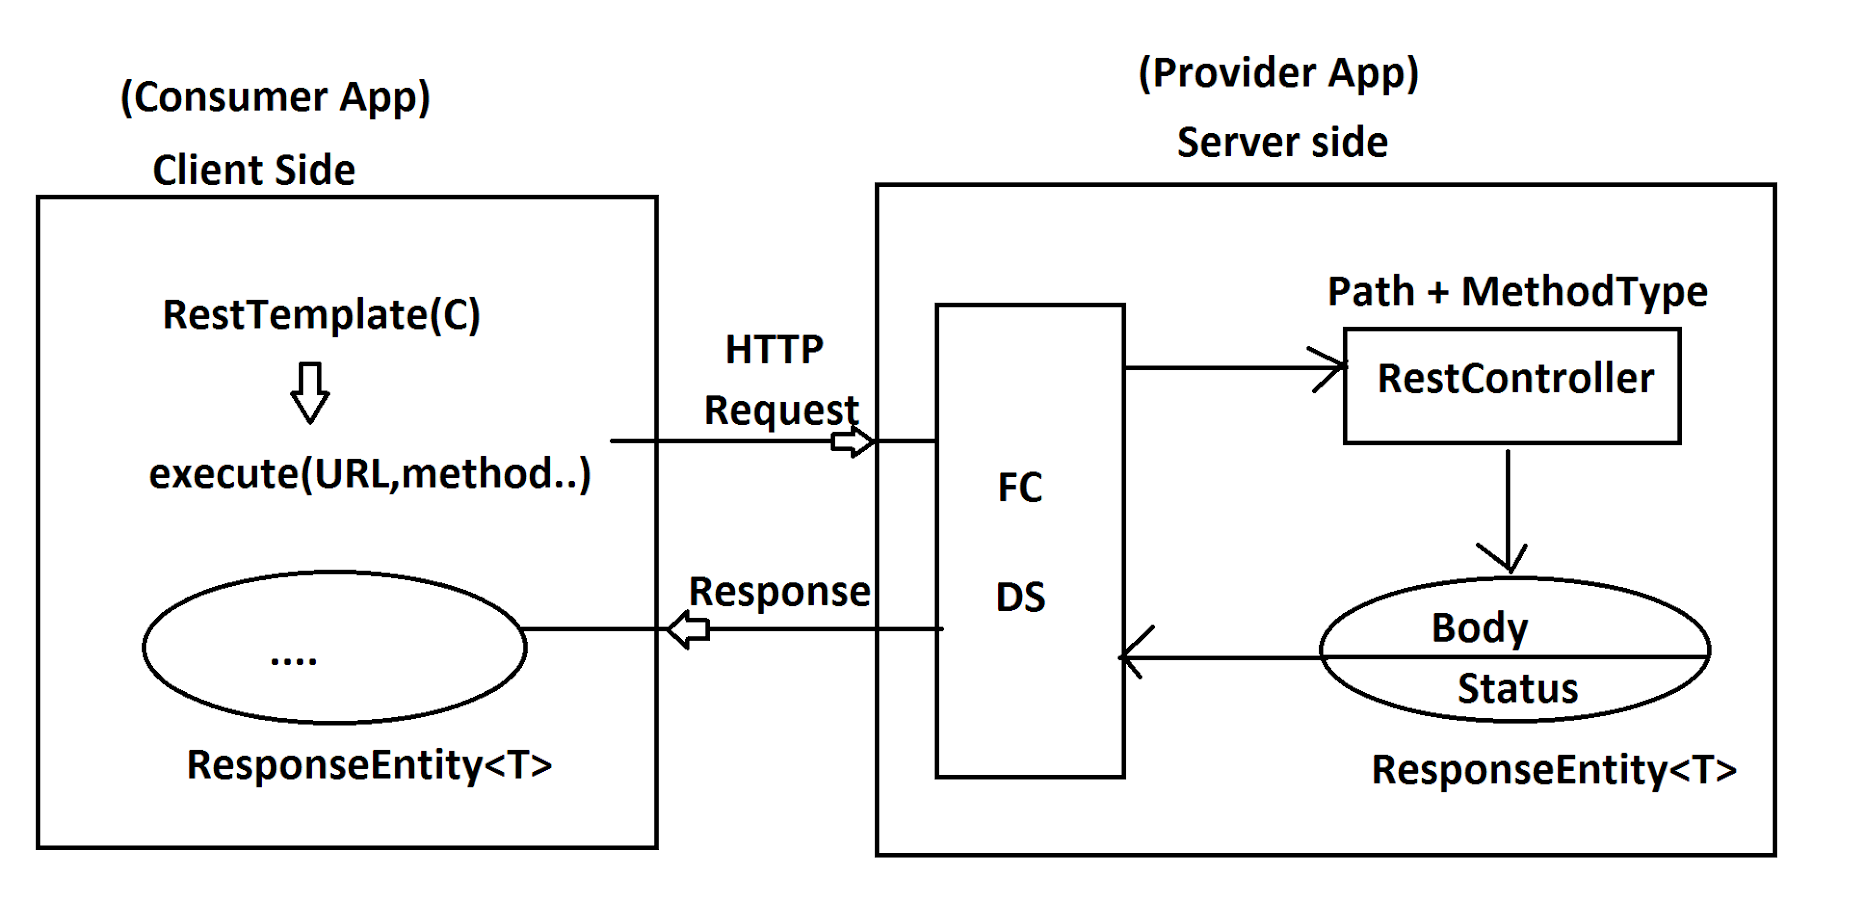 (Consumer App)
Client Side
RestTemplate(C)
execute(URL,method..)
....
ResponseEntity<T>
HTTP
Request
Response
(Provider App)
Server side
FC
DS
Path + MethodType
RestController
Body
Status
ResponseEntity<T>